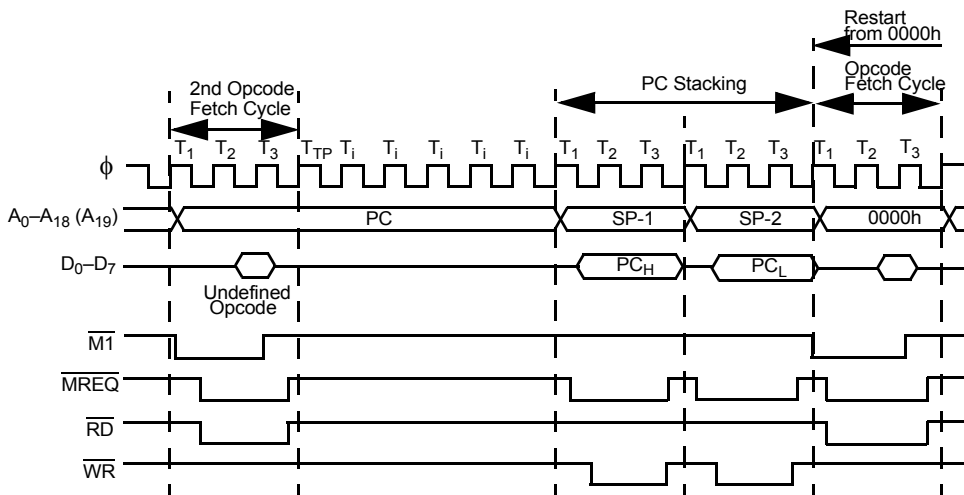 Restart
from 0000h
2nd Opcode
Fetch Cycle
PC Stacking
Opcode
Fetch Cycle
T1 T2 T3 TTP Ti Ti Ti Ti Ti T1 T2 T3 T1 T2 T3 T1 T2 T3
ϕ
A0–A18 (A19) PC SP-1 SP-2 0000h
D0–D7 PCH PCL
Undefined
Opcode
M1
MREQ
RD
WR